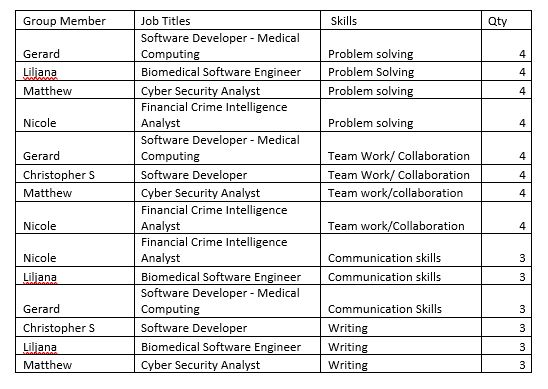 Group Member Job Titles Skills Qty
Software Developer - Medical
Gerard Computing Problem solving 4
Liliana Biomedical Software Engineer Problem Solving 4
Matthew Cyber Security Analyst Problem solving 4
Financial Crime Intelligence
Nicole Analyst Problem solving 4
Software Developer - Medical
Gerard Computing Team Work/ Collaboration 4
Christopher S Software Developer Team Work/ Collaboration 4
Matthew Cyber Security Analyst Team work/collaboration 4
Financial Crime Intelligence
Nicole Analyst Team work/Collaboration 4
Financial Crime Intelligence
Nicole Analyst Communication skills 3
Liliana Biomedical Software Engineer Communication skills 3
Software Developer - Medical
Gerard Computing Communication Skills 3
Christopher S Software Developer Writing 3
Liliana Biomedical Software Engineer Writing 3
Matthew Cyber Security Analyst Writing 3